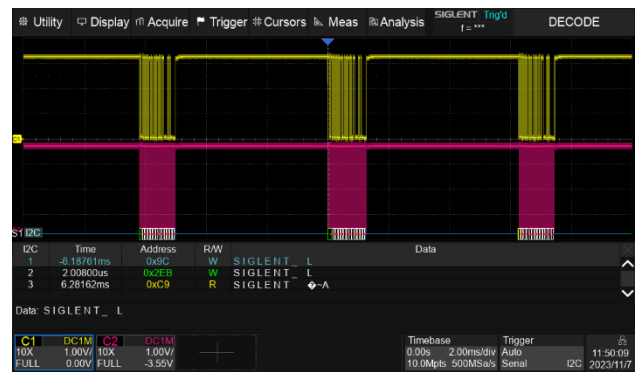 Utility Display Acquire Trigger Cursors Meas Analysis SIGLENT Trig'd DECODE
f = ***
C1
S1 I2C
I2C Time Address R/W Data
1 -6.18761ms 0x9C W SIGLENT_ L
2 2.00800us 0x2EB W SIGLENT_ L
3 6.28162ms 0xC9 R SIGLENT �~Λ
Data: SIGLENT_ L
C1 DC1M C2 DC1M Timebase Trigger
10X 1.00V/ 10X 1.00V/ 0.00s 2.00ms/div Auto 11:50:09
FULL 0.00V FULL -3.55V 10.0Mpts 500MSa/s Serial I2C 2023/11/7